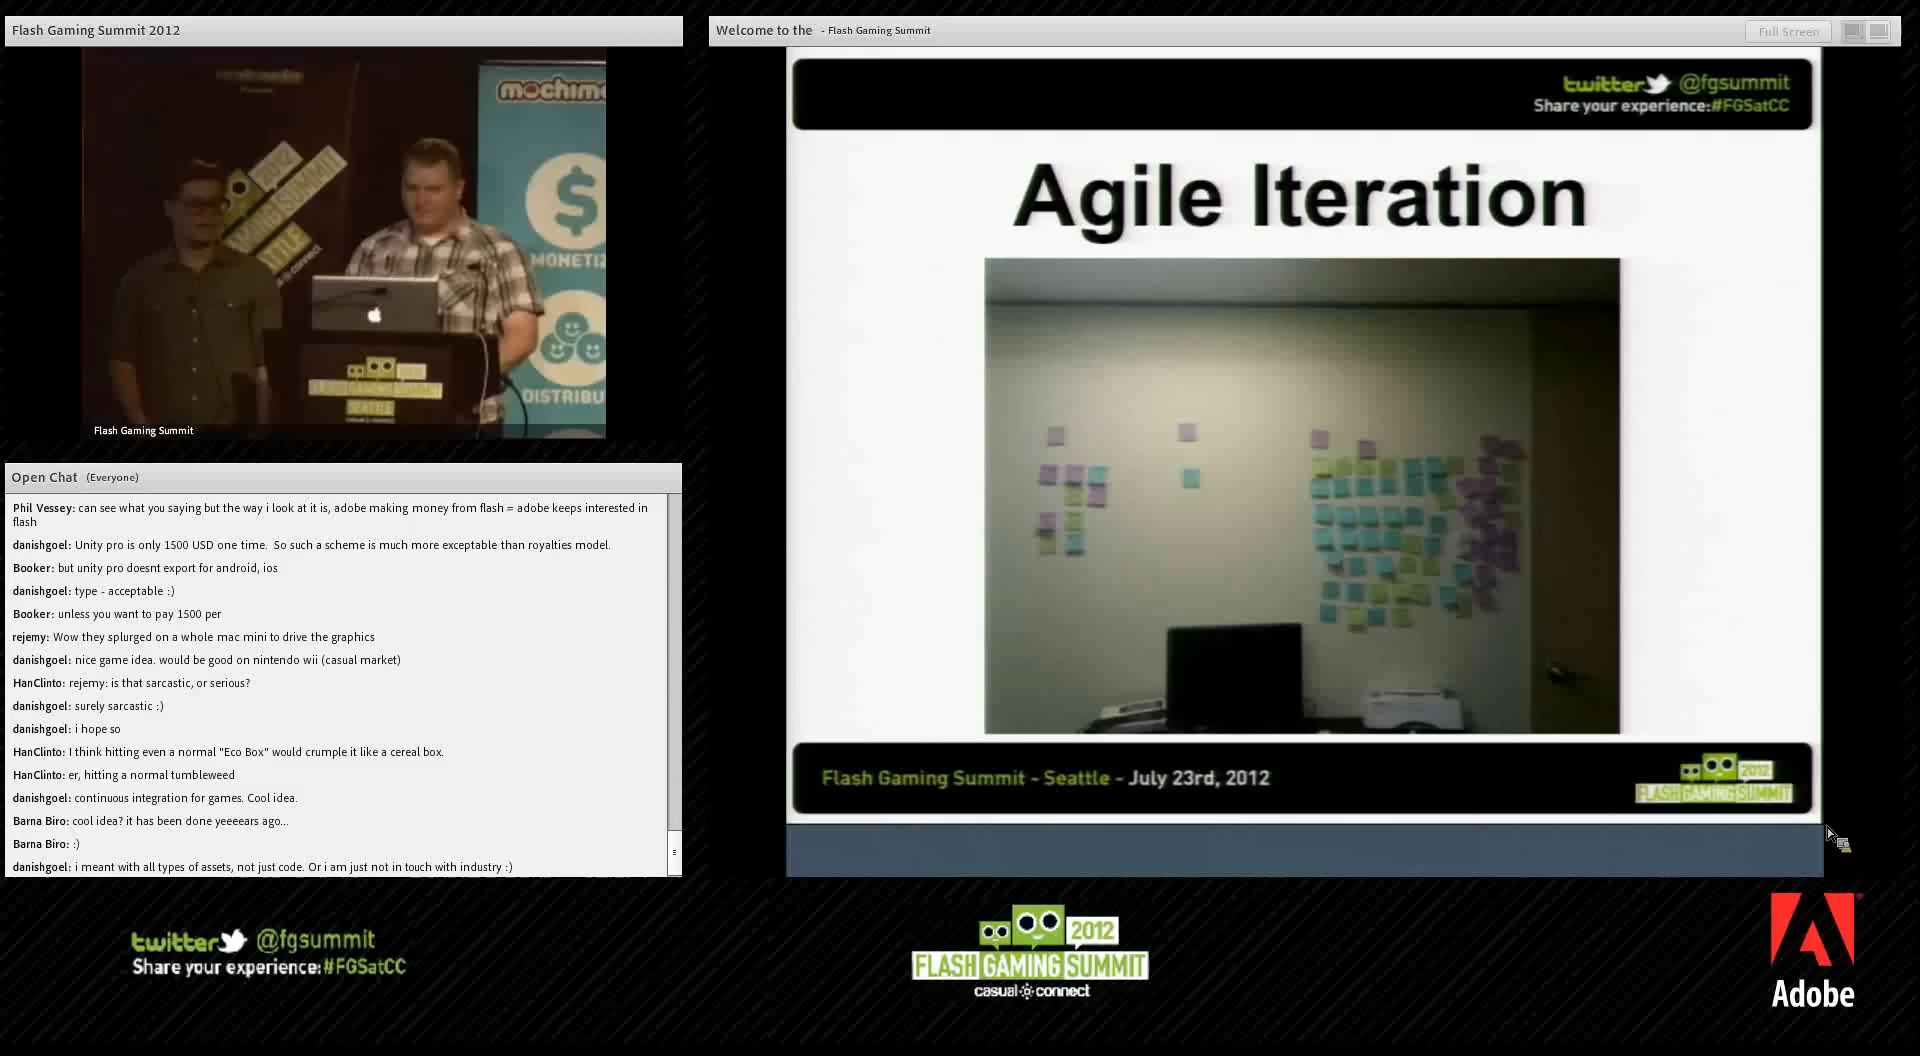 Flash Gaming Summit 2012
2012
MONETIZ
DISTRIBU
FLASH GAMING SUMMIT
SEATTLE
Flash Gaming Summit
Open Chat (Everyone)
Phil Vessey: can see what you saying but the way i look at it is, adobe making money from flash = adobe keeps interested in
flash
danishgoel: Unity pro is only 1500 USD one time. So such a scheme is much more exceptable than royalties model.
Booker: but unity pro doesnt export for android, ios
danishgoel: type - acceptable :)
Booker: unless you want to pay 1500 per
rejemy: Wow they splurged on a whole mac mini to drive the graphics
danishgoel: nice game idea. would be good on nintendo wii (casual market)
HanClinto: rejemy: is that sarcastic, or serious?
danishgoel: surely sarcastic :)
danishgoel: i hope so
HanClinto: I think hitting even a normal "Eco Box" would crumple it like a cereal box.
HanClinto: er, hitting a normal tumbleweed
danishgoel: continuous integration for games. Cool idea.
Barna Biro: cool idea? it has been done yeeeears ago...
Barna Biro: :)
danishgoel: i meant with all types of assets, not just code. Or i am just not in touch with industry :)
Welcome to the - Flash Gaming Summit
Full Screen
twitter @fgsummit
Share your experience:#FGSatCC
Agile Iteration
Flash Gaming Summit - Seattle - July 23rd, 2012
2012
FLASH GAMING SUMMIT
twitter @fgsummit
Share your experience:#FGSatCC
2012
FLASH GAMING SUMMIT
casual connect
Adobe